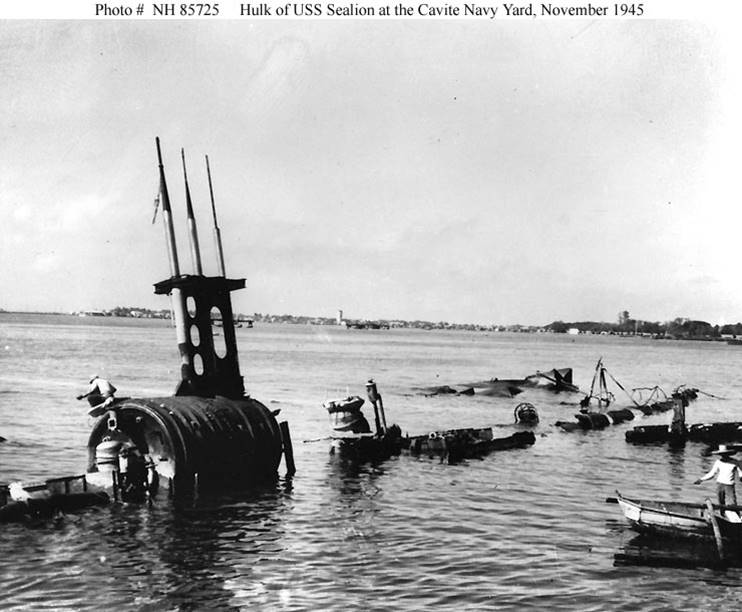 Photo #  NH 85725    Hulk of USS Sealion at the Cavite Navy Yard, November 1945